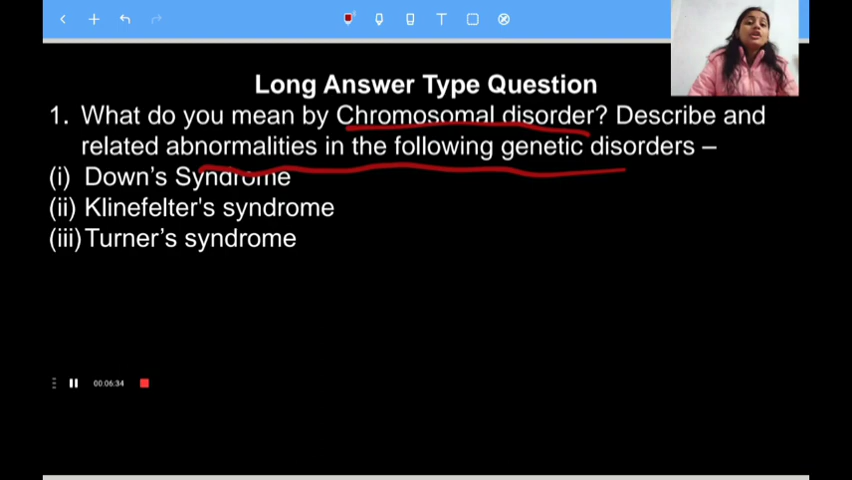 T
Long Answer Type Question
1. What do you mean by Chromosomal disorder? Describe and
related abnormalities in the following genetic disorders –
(i) Down's Syndrome
(ii) Klinefelter's syndrome
(iii) Turner's syndrome
00:06:34